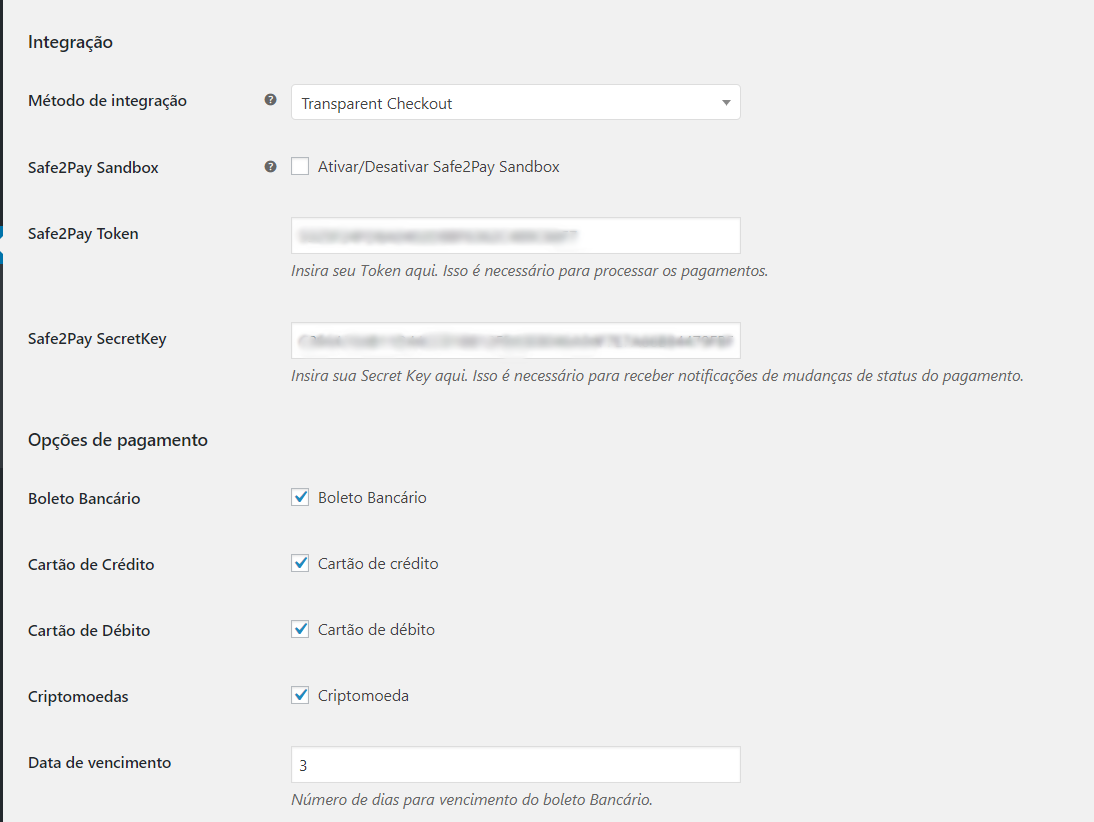 Integração
Método de integração
Transparent Checkout
Safe2Pay Sandbox
Ativar/Desativar Safe2Pay Sandbox
Safe2Pay Token
Insira seu Token aqui. Isso é necessário para processar os pagamentos.
Safe2Pay SecretKey
Insira sua Secret Key aqui. Isso é necessário para receber notificações de mudanças de status do pagamento.
Opções de pagamento
Boleto Bancário
Boleto Bancário
Cartão de Crédito
Cartão de crédito
Cartão de Débito
Cartão de débito
Criptomoedas
Criptomoeda
Data de vencimento
3
Número de dias para vencimento do boleto Bancário.